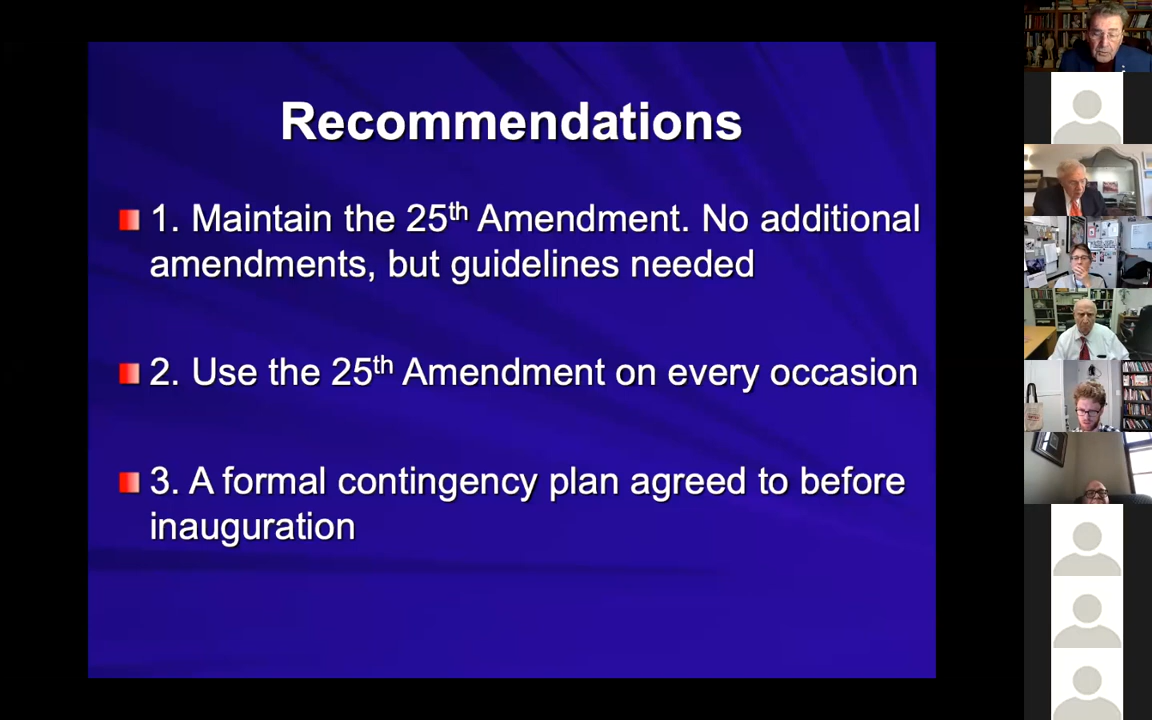 Recommendations
1. Maintain the 25th Amendment. No additional
amendments, but guidelines needed
2. Use the 25th Amendment on every occasion
3. A formal contingency plan agreed to before
inauguration